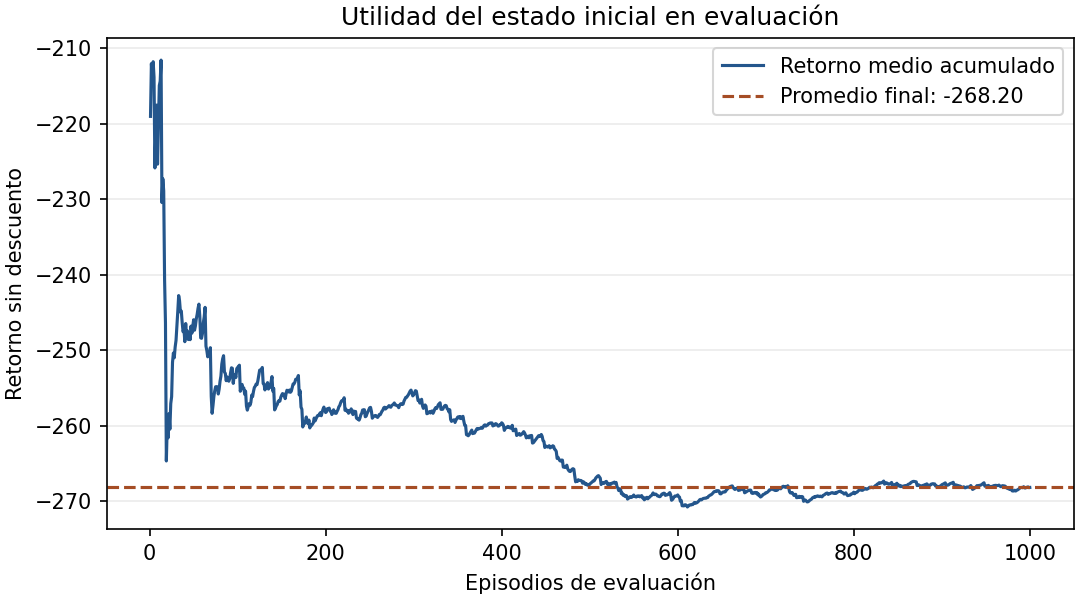 Utilidad del estado inicial en evaluación
Retorno sin descuento
−210
−220
−230
−240
−250
−260
−270
Retorno medio acumulado
Promedio final: -268.20
0
200
400
600
800
1000
Episodios de evaluación